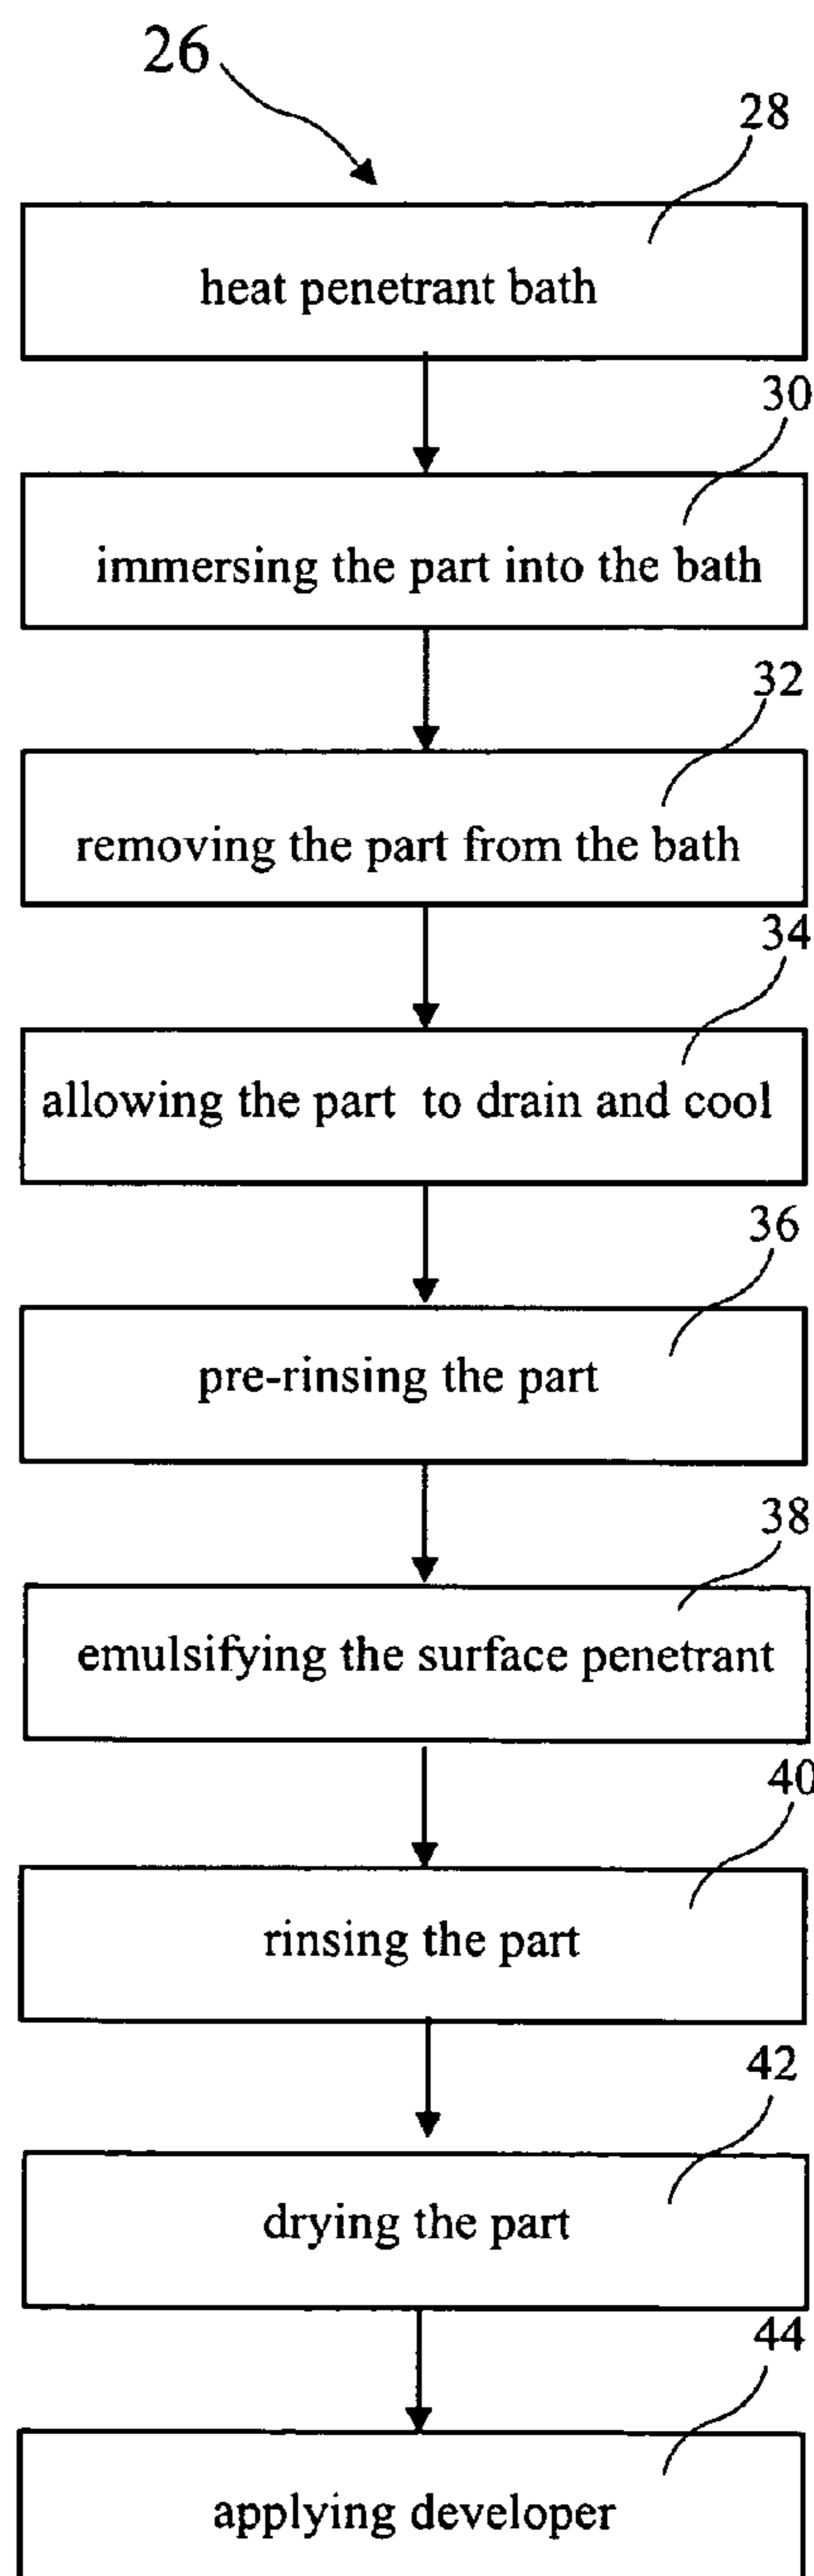 26
28
heat penetrant bath
30
immersing the part into the bath
32
removing the part from the bath
34
allowing the part to drain and cool
36
pre-rinsing the part
38
emulsifying the surface penetrant
40
rinsing the part
42
drying the part
44
applying developer